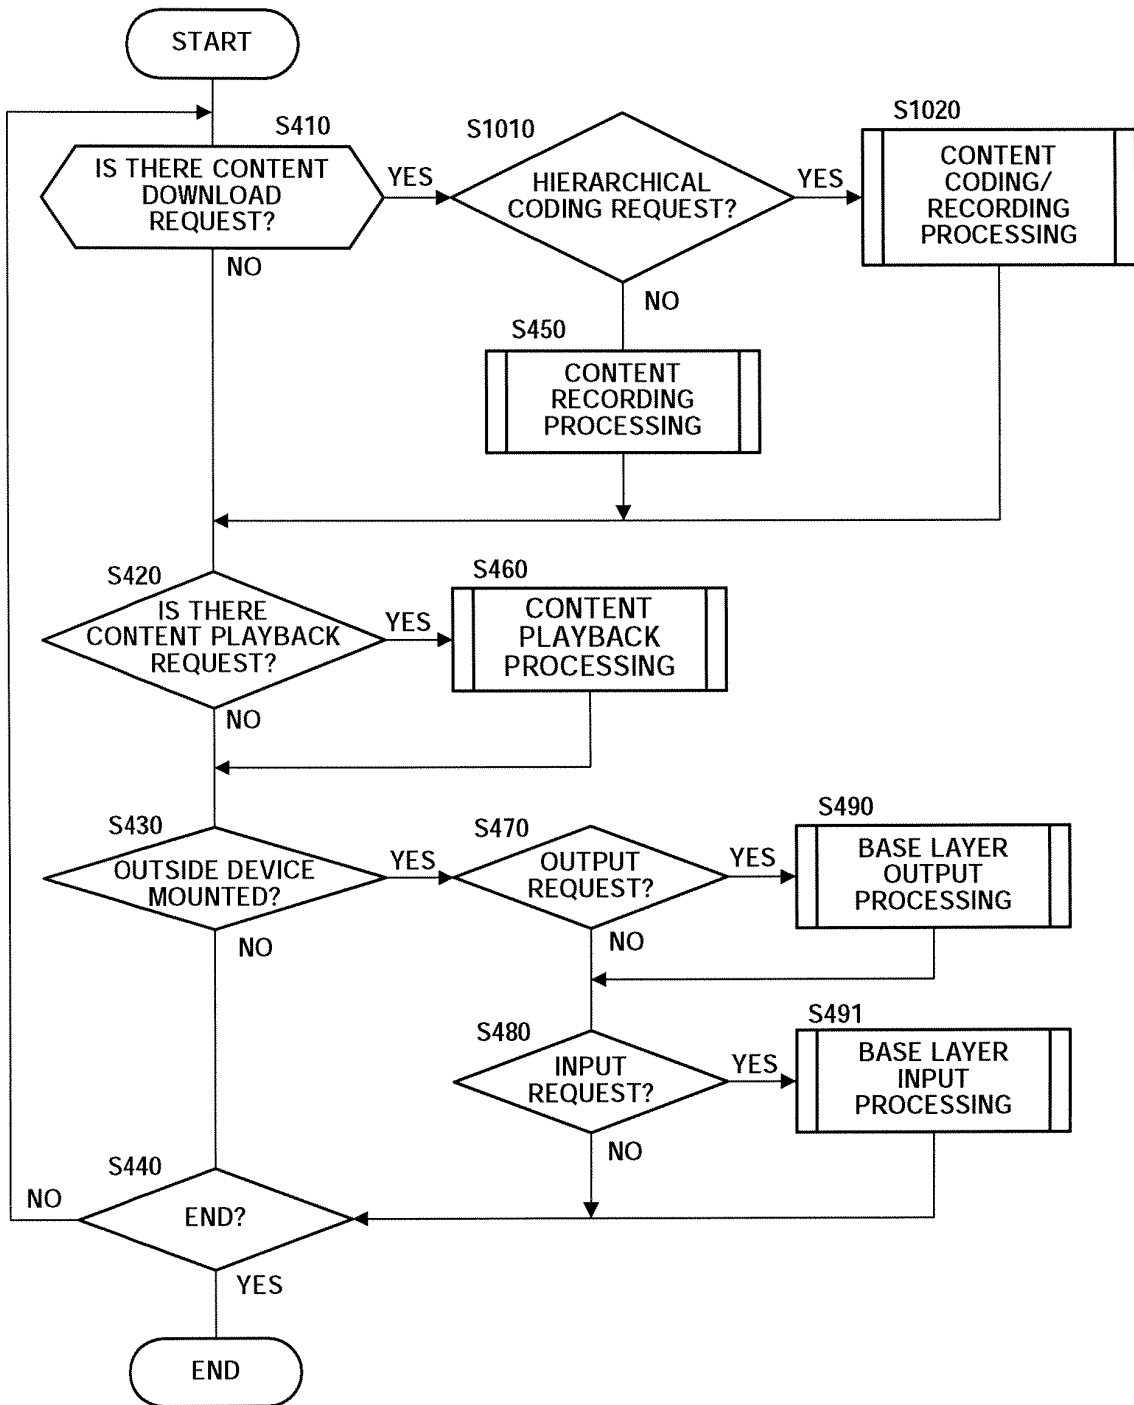 START
S410
IS THERE CONTENT
DOWNLOAD
REQUEST?
YES
NO
S1010
HIERARCHICAL
CODING REQUEST?
YES
NO
S1020
CONTENT
CODING/
RECORDING
PROCESSING
S450
CONTENT
RECORDING
PROCESSING
S420
IS THERE
CONTENT PLAYBACK
REQUEST?
YES
NO
S460
CONTENT
PLAYBACK
PROCESSING
S430
OUTSIDE DEVICE
MOUNTED?
YES
NO
S470
OUTPUT
REQUEST?
YES
NO
S490
BASE LAYER
OUTPUT
PROCESSING
S480
INPUT
REQUEST?
YES
NO
S491
BASE LAYER
INPUT
PROCESSING
S440
END?
NO
YES
END